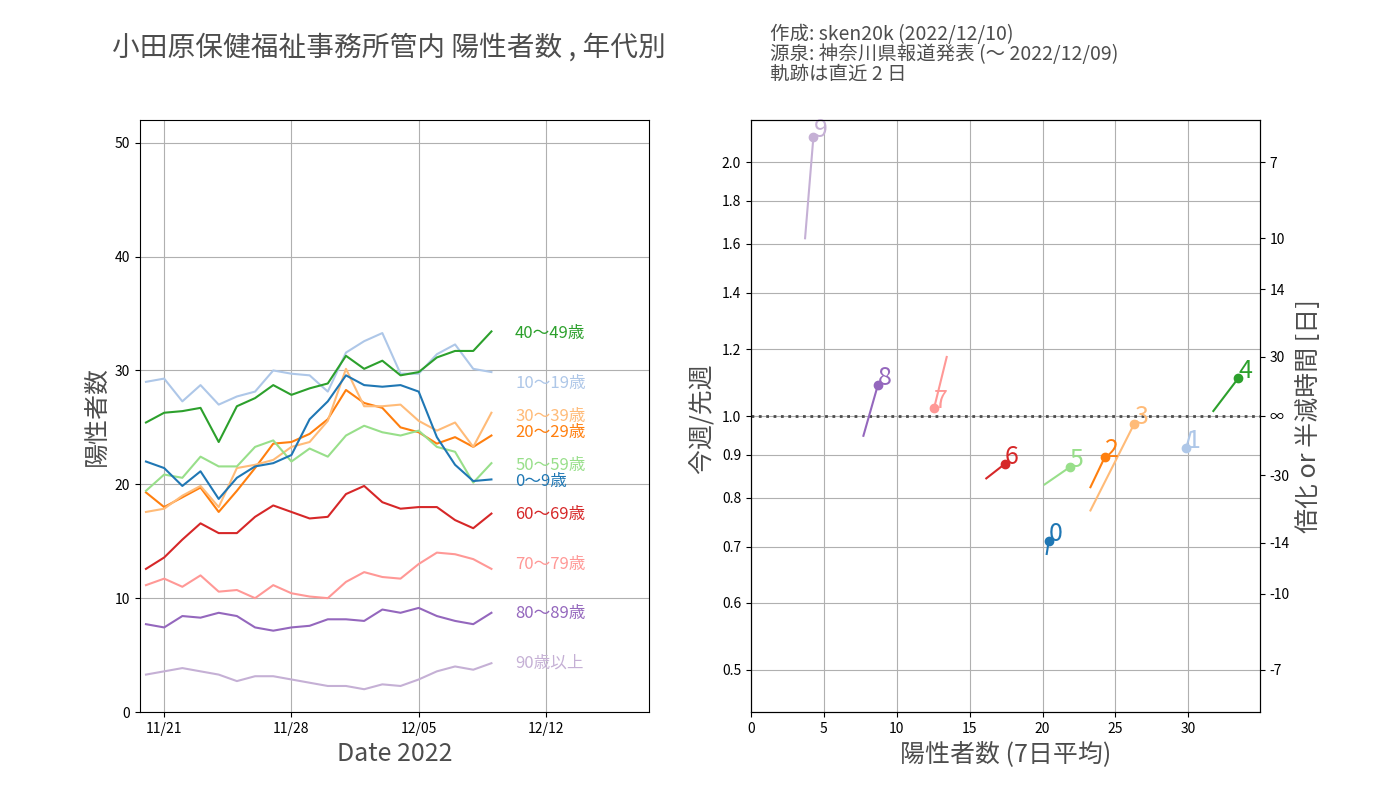 小田原保健福祉事務所管内 陽性者数 , 年代別
作成: sken20k (2022/12/10)
源泉: 神奈川県報道発表 (〜 2022/12/09)
軌跡は直近 2 日
陽性者数
50
40
30
20
10
0
11/21
11/28
12/05
12/12
Date 2022
40〜49歳
10〜19歳
30〜39歳
20〜29歳
50〜59歳
0〜9歳
60〜69歳
70〜79歳
80〜89歳
90歳以上
今週/先週
2.0
1.8
1.6
1.4
1.2
1.0
0.9
0.8
0.7
0.6
0.5
9
8
7
4
3
1
2
5
6
0
7
10
14
30
∞
-30
-14
-10
-7
倍化 or 半減時間 [日]
0
5
10
15
20
25
30
陽性者数 (7日平均)